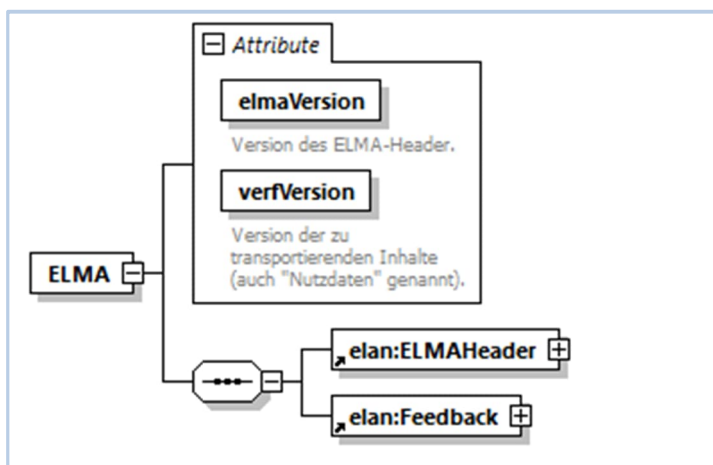 Attribute
elmaVersion
Version des ELMA-Header.
verfVersion
Version der zu
transportierenden Inhalte
(auch "Nutzdaten" genannt).
ELMA
elan:ELMAHeader
elan:Feedback